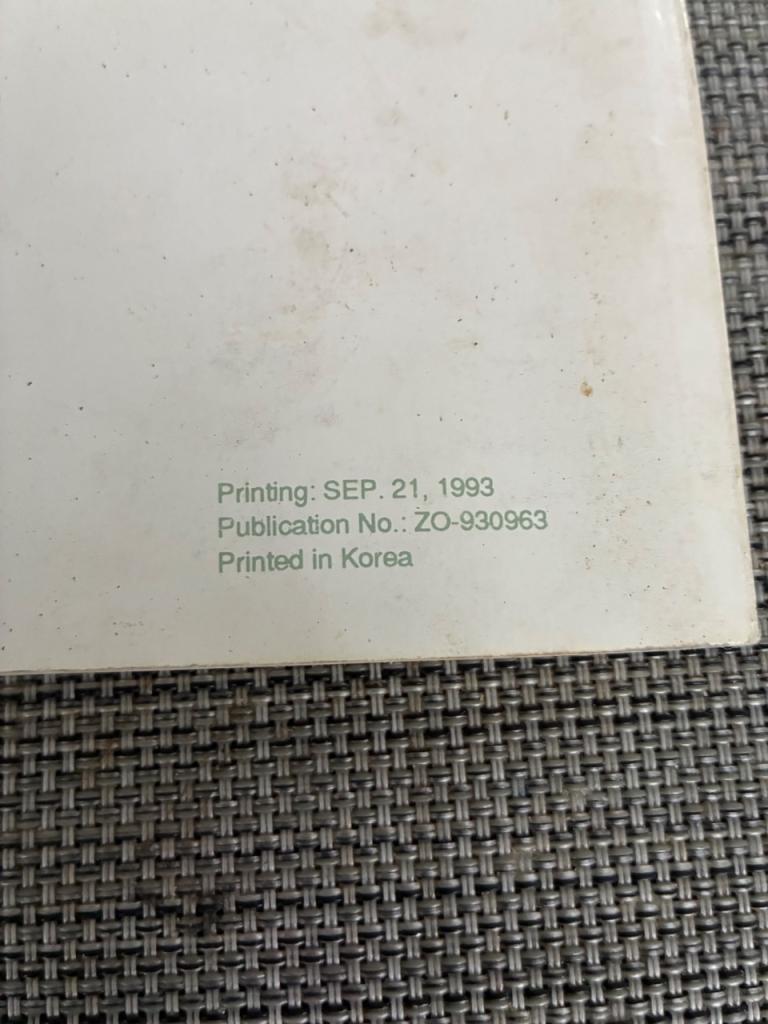 Printing: SEP. 21, 1993
Publication No.: ZO-930963
Printed in Korea